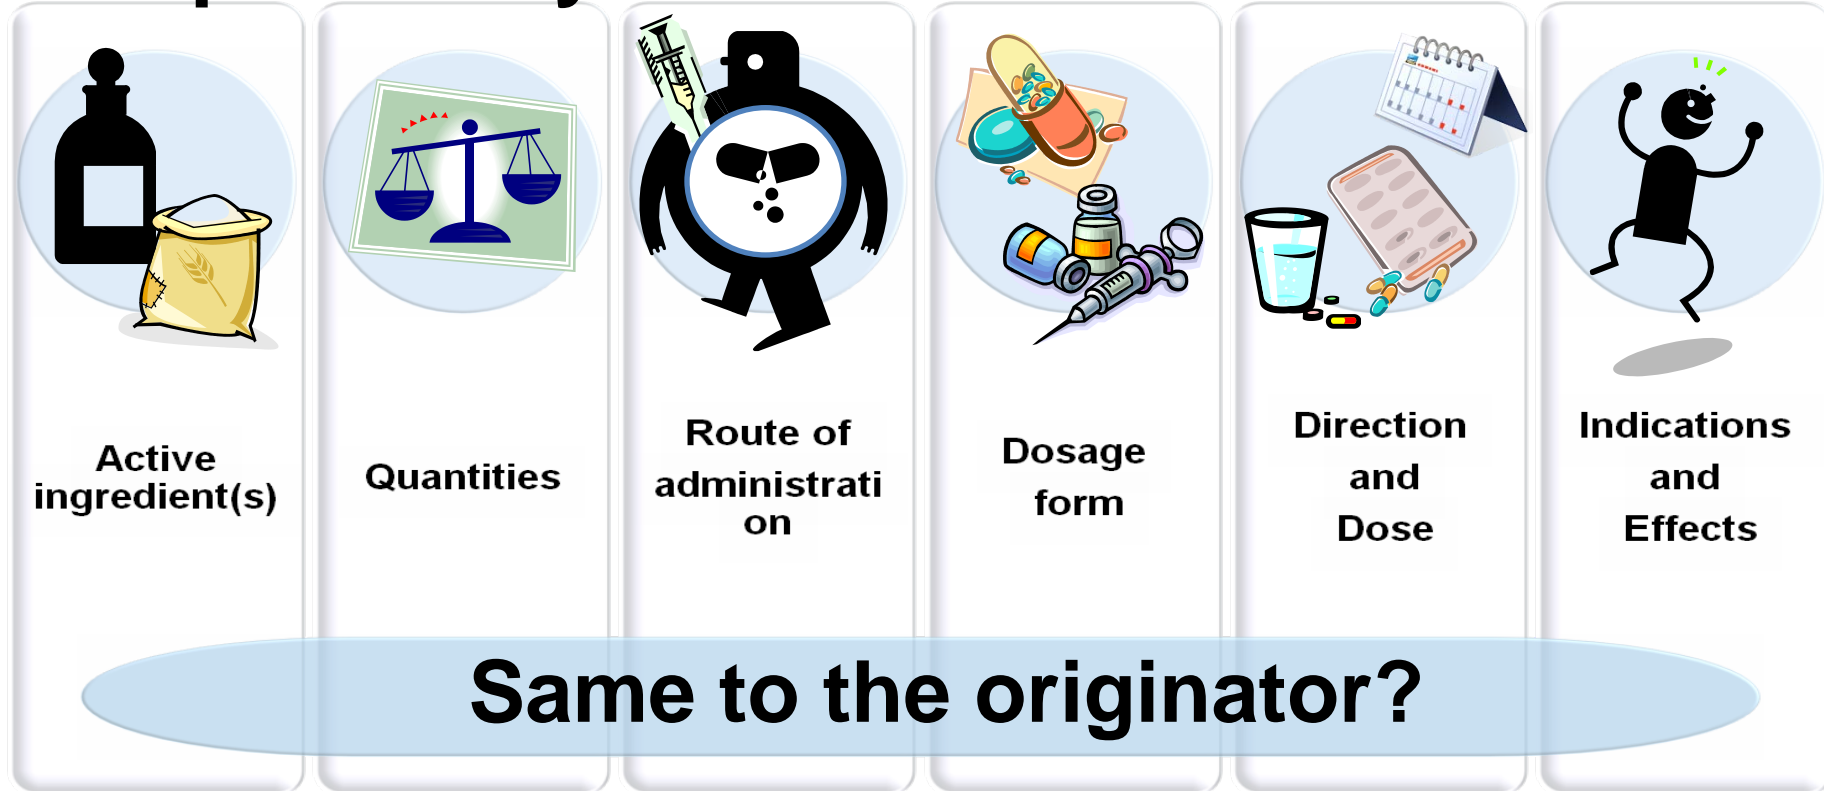 Active
ingredient(s)
Quantities
Route of
administrati
on
Dosage
form
Direction
and
Dose
Indications
and
Effects
Same to the originator?